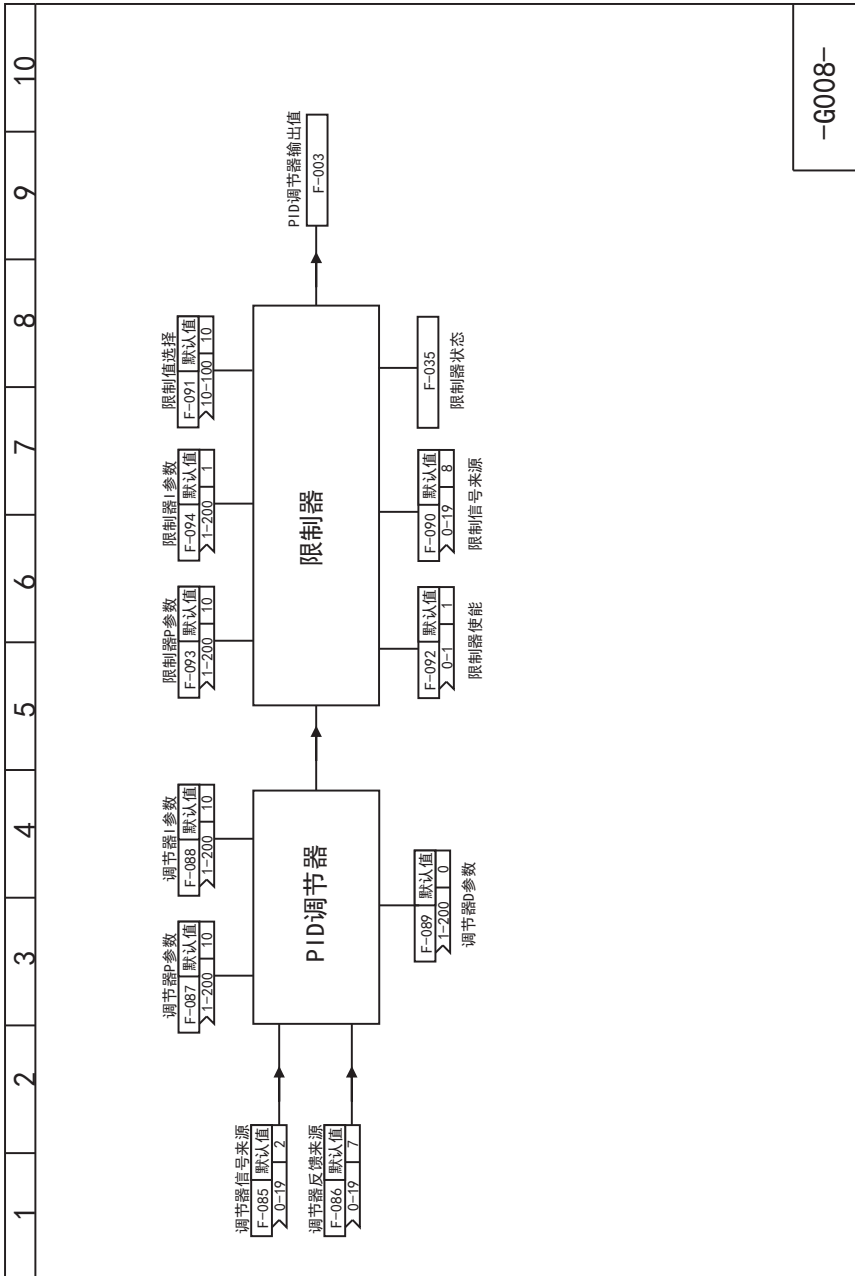 1 2 3 4 5 6 7 8 9 10
调节器信号来源
F-085 默认值
0-19 2
调节器反馈来源
F-086 默认值
0-19 7
调节器P参数
F-087 默认值
1-200 10
调节器I参数
F-088 默认值
1-200 10
PID调节器
F-089 默认值
1-200 0
调节器D参数
限制器P参数
F-093 默认值
1-200 10
限制器I参数
F-094 默认值
1-200 1
限制值选择
F-091 默认值
10-100 10
限制器
F-092 默认值
0-1 1
限制器使能
F-090 默认值
0-19 8
限制信号来源
F-035
限制器状态
PID调节器输出值
F-003
-G008-